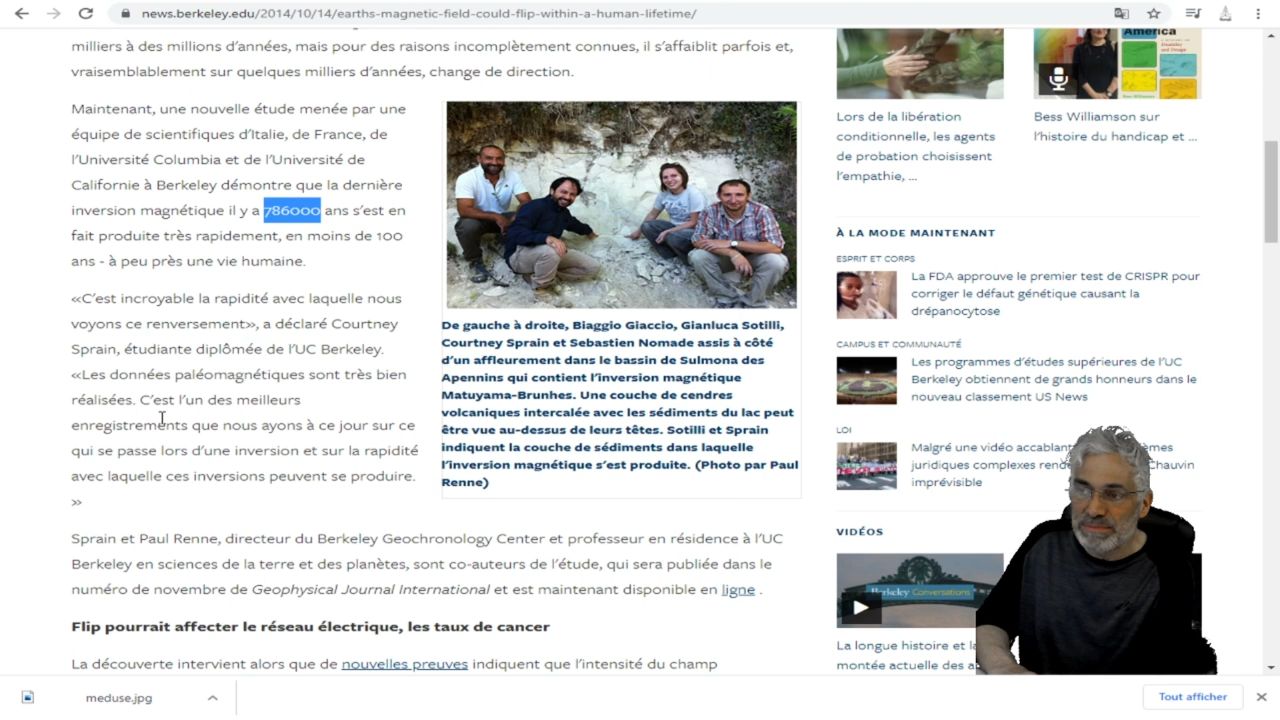 news.berkeley.edu/2014/10/14/earths-magnetic-field-could-flip-within-a-human-lifetime/
milliers à des millions d'années, mais pour des raisons incomplètement connues, il s'affaiblit parfois et,
vraisemblablement sur quelques milliers d'années, change de direction.
Maintenant, une nouvelle étude menée par une
équipe de scientifiques d'Italie, de France, de
l'Université Columbia et de l'Université de
Californie à Berkeley démontre que la dernière
inversion magnétique il y a 786000 ans s'est en
fait produite très rapidement, en moins de 100
ans - à peu près une vie humaine.
«C'est incroyable la rapidité avec laquelle nous
voyons ce renversement», a déclaré Courtney
Sprain, étudiante diplômée de l'UC Berkeley.
«Les données paléomagnétiques sont très bien
réalisées. C'est l'un des meilleurs
enregistrements que nous ayons à ce jour sur ce
qui se passe lors d'une inversion et sur la rapidité
avec laquelle ces inversions peuvent se produire.
»
De gauche à droite, Biaggio Giaccio, Gianluca Sotilli,
Courtney Sprain et Sebastien Nomade assis à côté
d'un affleurement dans le bassin de Sulmona des
Apennins qui contient l'inversion magnétique
Matuyama-Brunhes. Une couche de cendres
volcaniques intercalée avec les sédiments du lac peut
être vue au-dessus de leurs têtes. Sotilli et Sprain
indiquent la couche de sédiments dans laquelle
l'inversion magnétique s'est produite. (Photo par Paul
Renne)
Sprain et Paul Renne, directeur du Berkeley Geochronology Center et professeur en résidence à l'UC
Berkeley en sciences de la terre et des planètes, sont co-auteurs de l'étude, qui sera publiée dans le
numéro de novembre de Geophysical Journal International et est maintenant disponible en ligne .
Flip pourrait affecter le réseau électrique, les taux de cancer
La découverte intervient alors que de nouvelles preuves indiquent que l'intensité du champ
America
Lors de la libération
conditionnelle, les agents
de probation choisissent
l'empathie, ...
Bess Williamson sur
l'histoire du handicap et ...
À LA MODE MAINTENANT
ESPRIT ET CORPS
La FDA approuve le premier test de CRISPR pour
corriger le défaut génétique causant la
drépanocytose
CAMPUS ET COMMUNAUTÉ
Les programmes d'études supérieures de l'UC
Berkeley obtiennent de grands honneurs dans le
nouveau classement US News
LOI
Malgré une vidéo accablant
juridiques complexes Chauvin
imprévisible
VIDÉOS
Berkeley Conversations
La longue histoire et la
montée actuelle des
meduse.jpg
Tout afficher